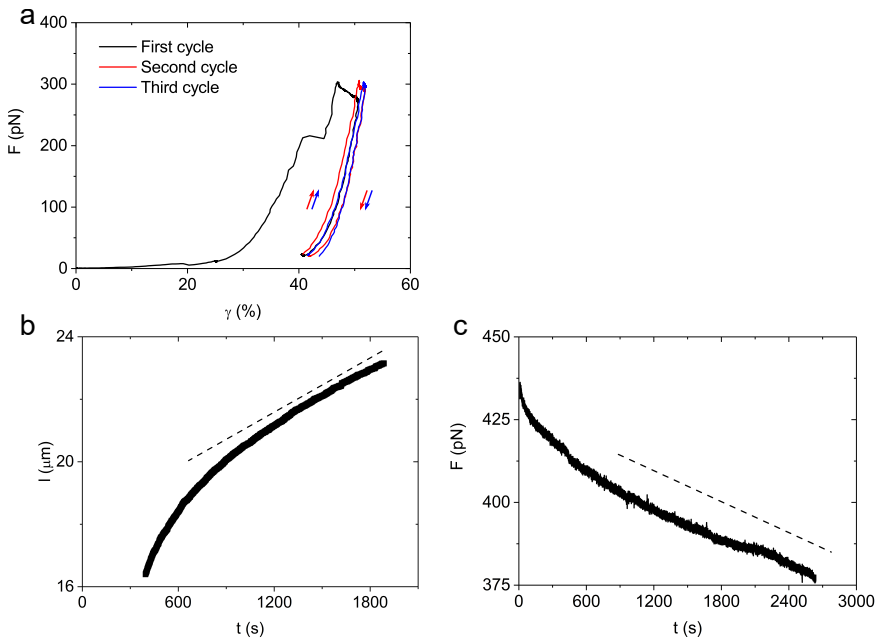 a
400
300
200
100
0
F (pN)
First cycle
Second cycle
Third cycle
0 20 40 60
γ (%)
b
24
20
16
l (μm)
0 600 1200 1800
t (s)
c
450
425
400
375
F (pN)
0 600 1200 1800 2400 3000
t (s)